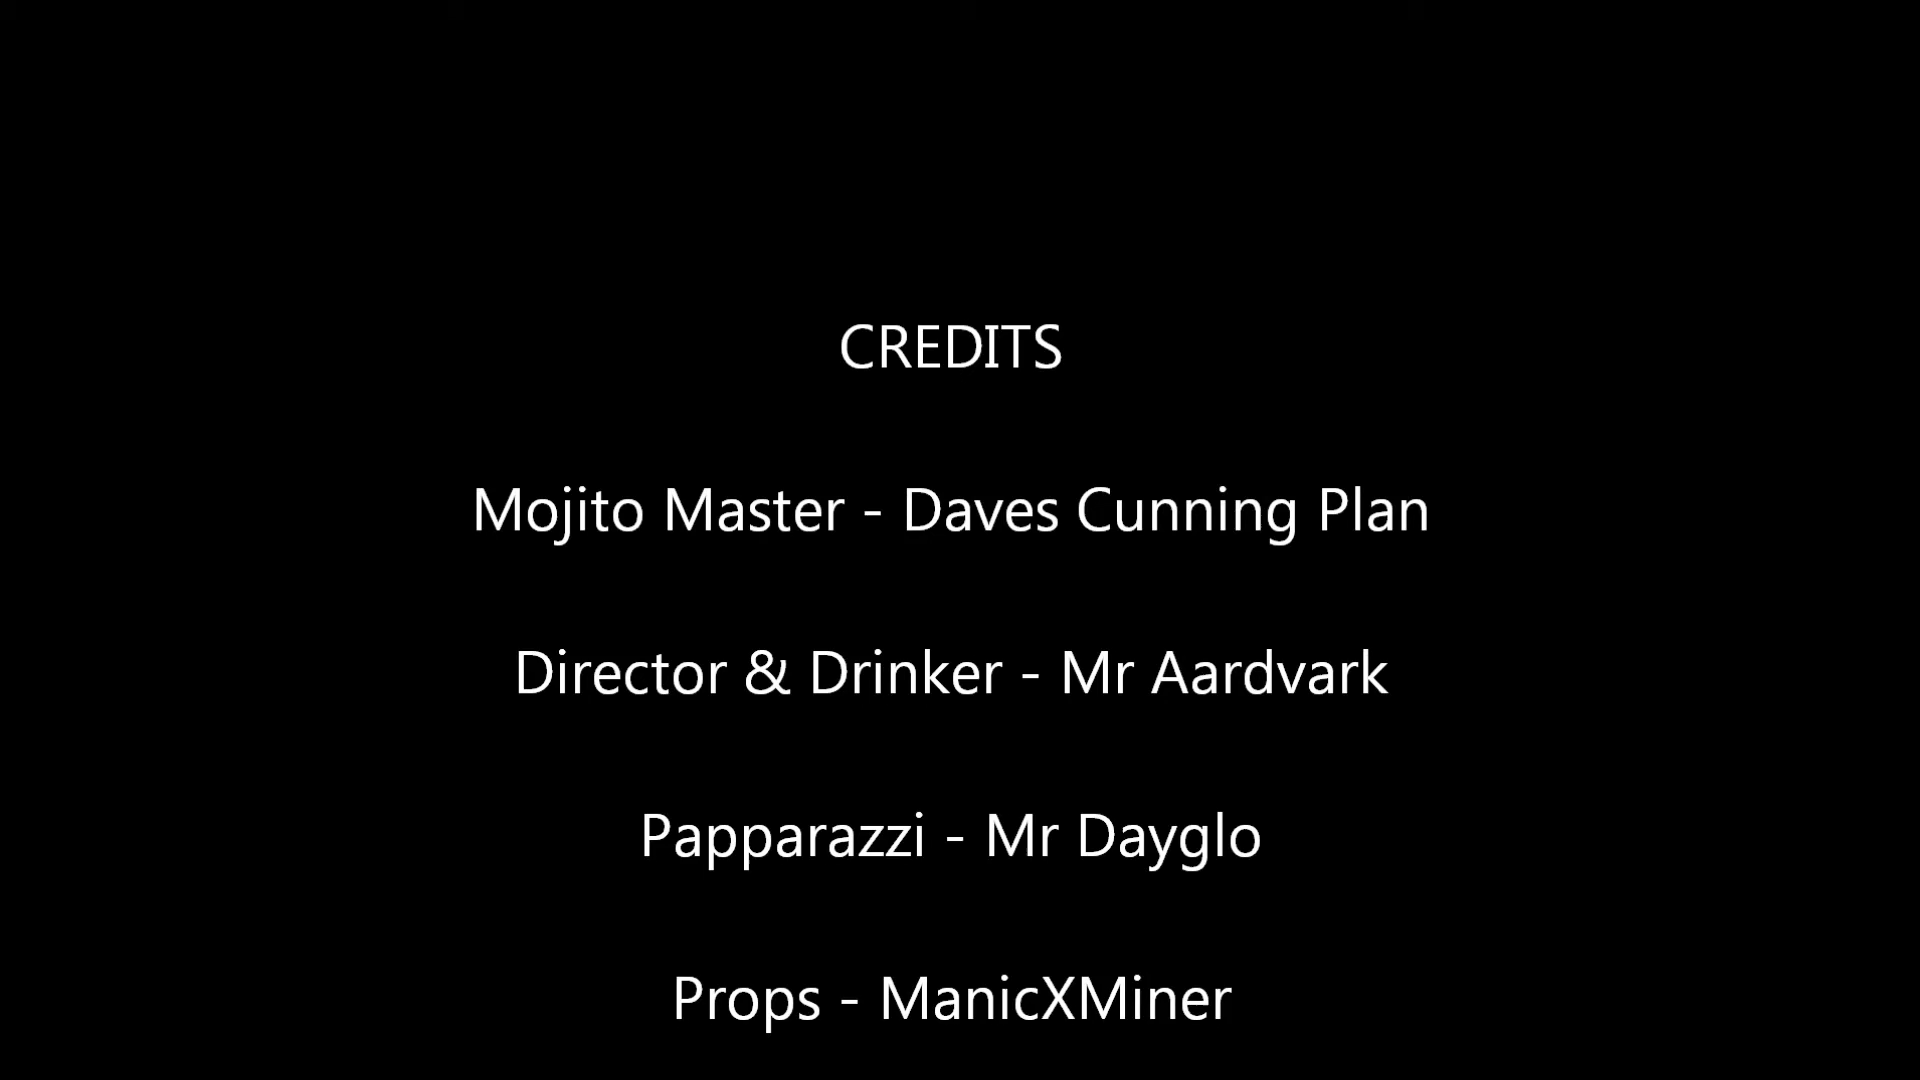 CREDITS
Mojito Master - Daves Cunning Plan
Director & Drinker - Mr Aardvark
Papparazzi - Mr Dayglo
Props - ManicXMiner